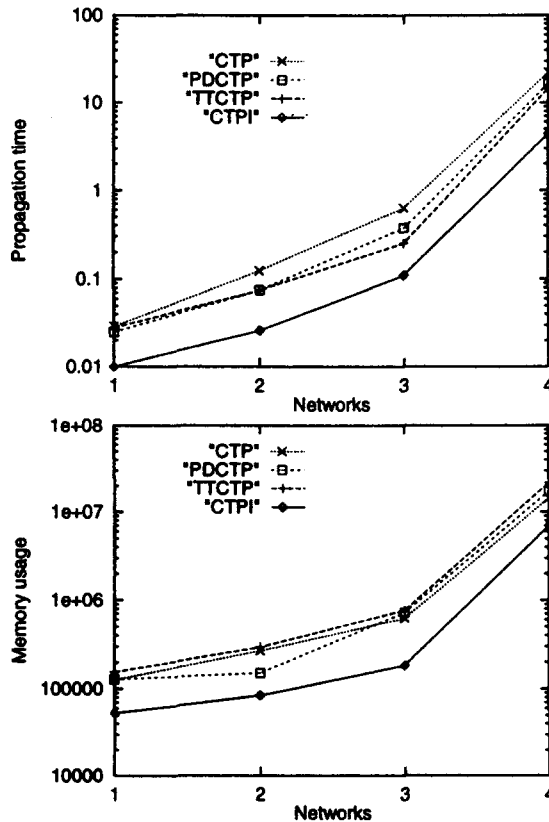 100
10
1
0.1
0.01
Propagation time
"CTP"
"PDCTP"
"TTCTP"
"CTPI"
1 2 3 4
Networks
1e+08
1e+07
1e+06
100000
10000
Memory usage
"CTP"
"PDCTP"
"TTCTP"
"CTPI"
1 2 3 4
Networks